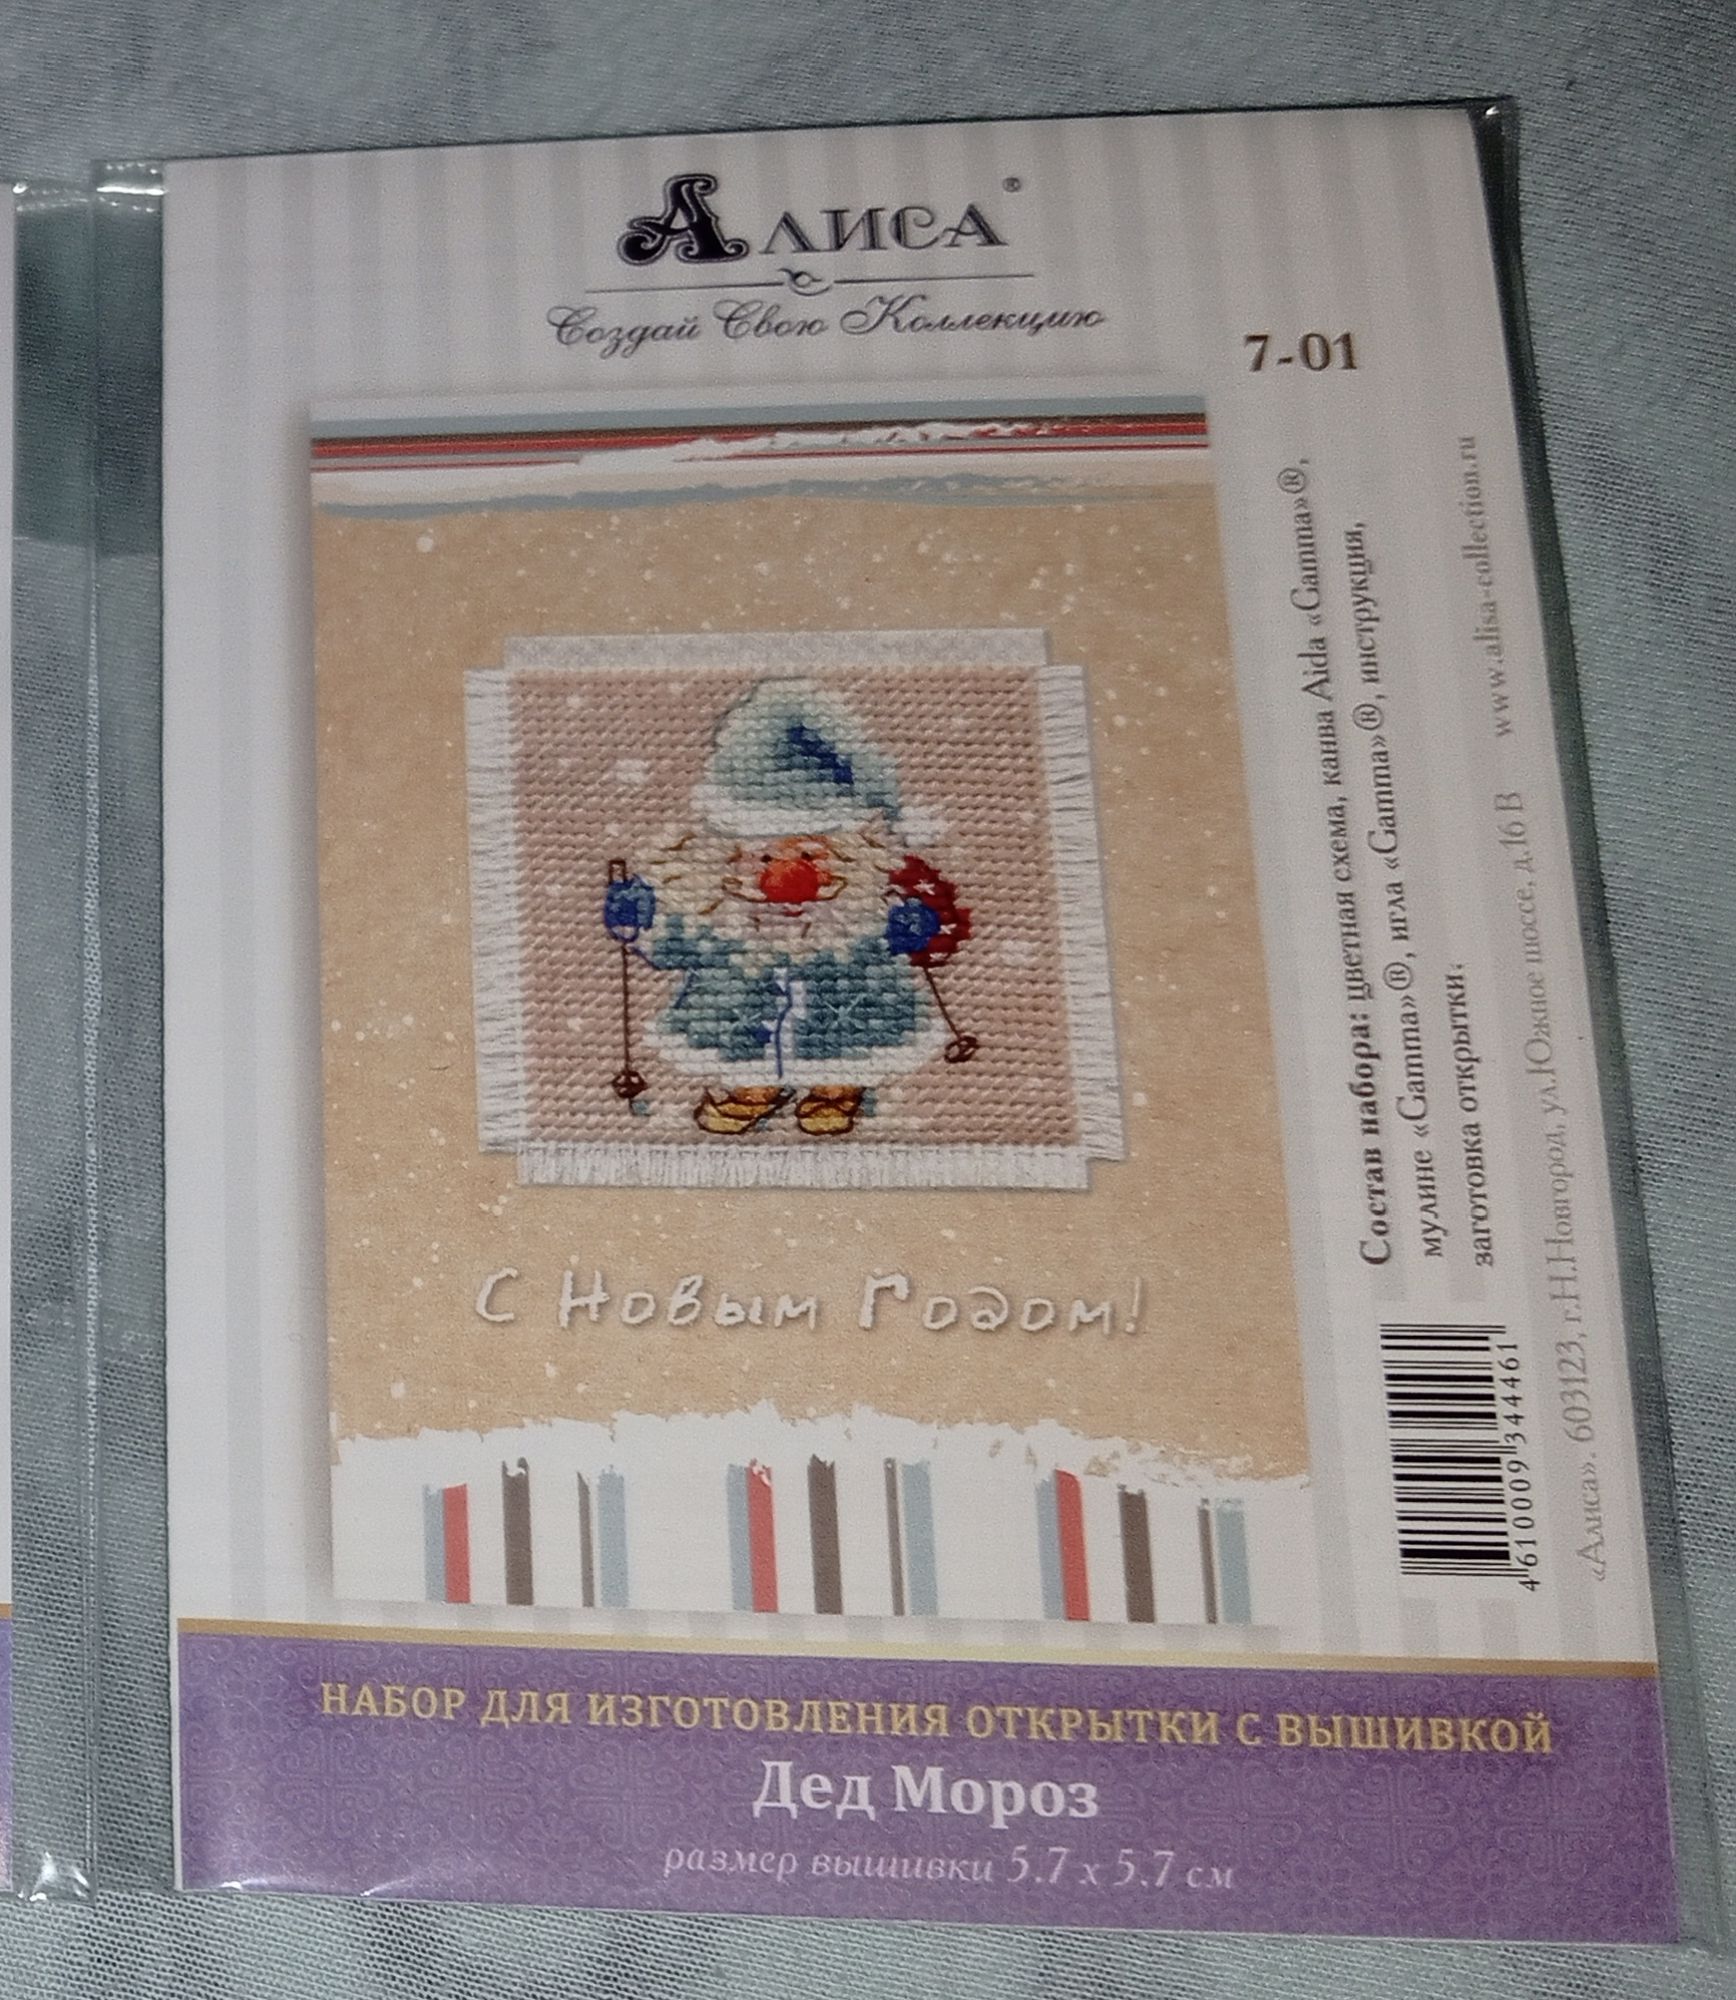 Алиса®
Создай Свою Коллекцию
7-01
С Новым Годом!
Состав набора: цветная схема, канва Aida «Gamma»®,
мулине «Gamma»®, игла «Gamma»®, инструкция,
заготовка открытки.
www.alisa-collection.ru
«Алиса». 603123, г.Н.Новгород, ул.Южное шоссе, д.16 В
4610009344461
НАБОР ДЛЯ ИЗГОТОВЛЕНИЯ ОТКРЫТКИ С ВЫШИВКОЙ
Дед Мороз
размер вышивки 5.7 x 5.7 см